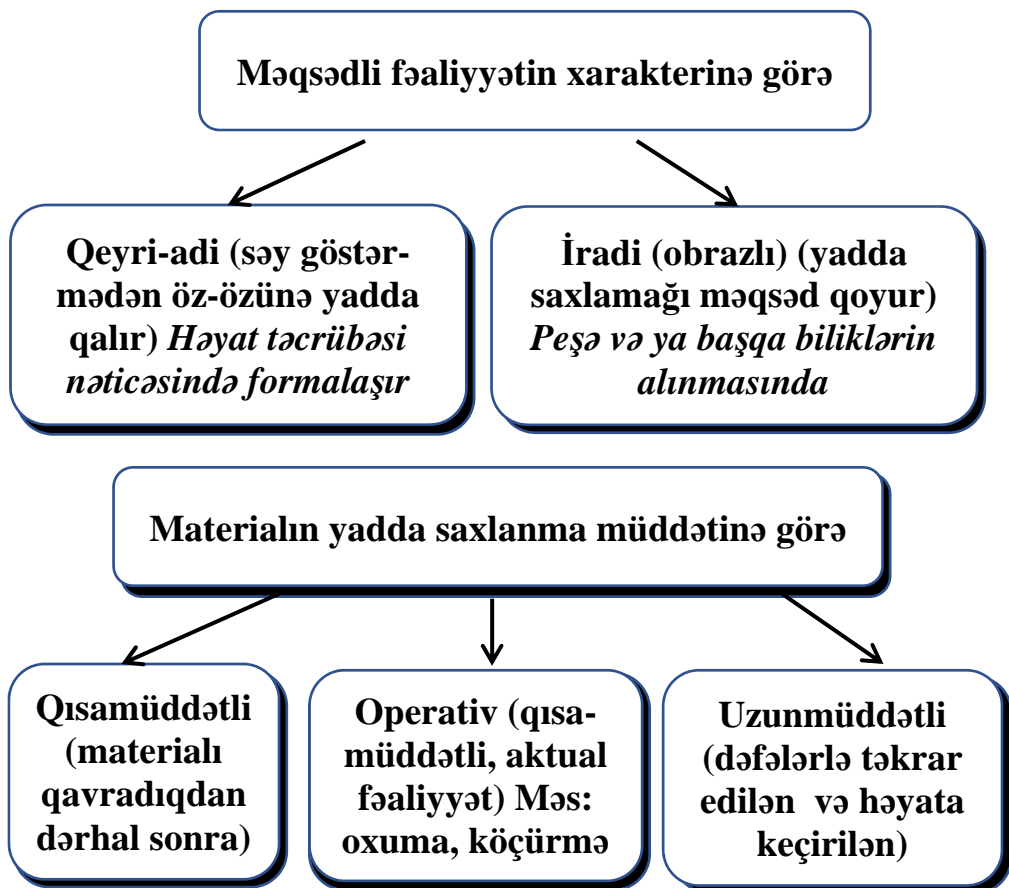 Məqsədli fəaliyyətin xarakterinə görə
Qeyri-adi (səy göstər-
mədən öz-özünə yadda
qalır) Həyat təcrübəsi
nəticəsində formalaşır
İradi (obrazlı) (yadda
saxlamağı məqsəd qoyur)
Peşə və ya başqa biliklərin
alınmasında
Materialın yadda saxlanma müddətinə görə
Qısamüddətli
(materialı
qavradıqdan
dərhal sonra)
Operativ (qısa-
müddətli, aktual
fəaliyyət) Məs:
oxuma, köçürmə
Uzunmüddətli
(dəfələrlə təkrar
edilən və həyata
keçirilən)